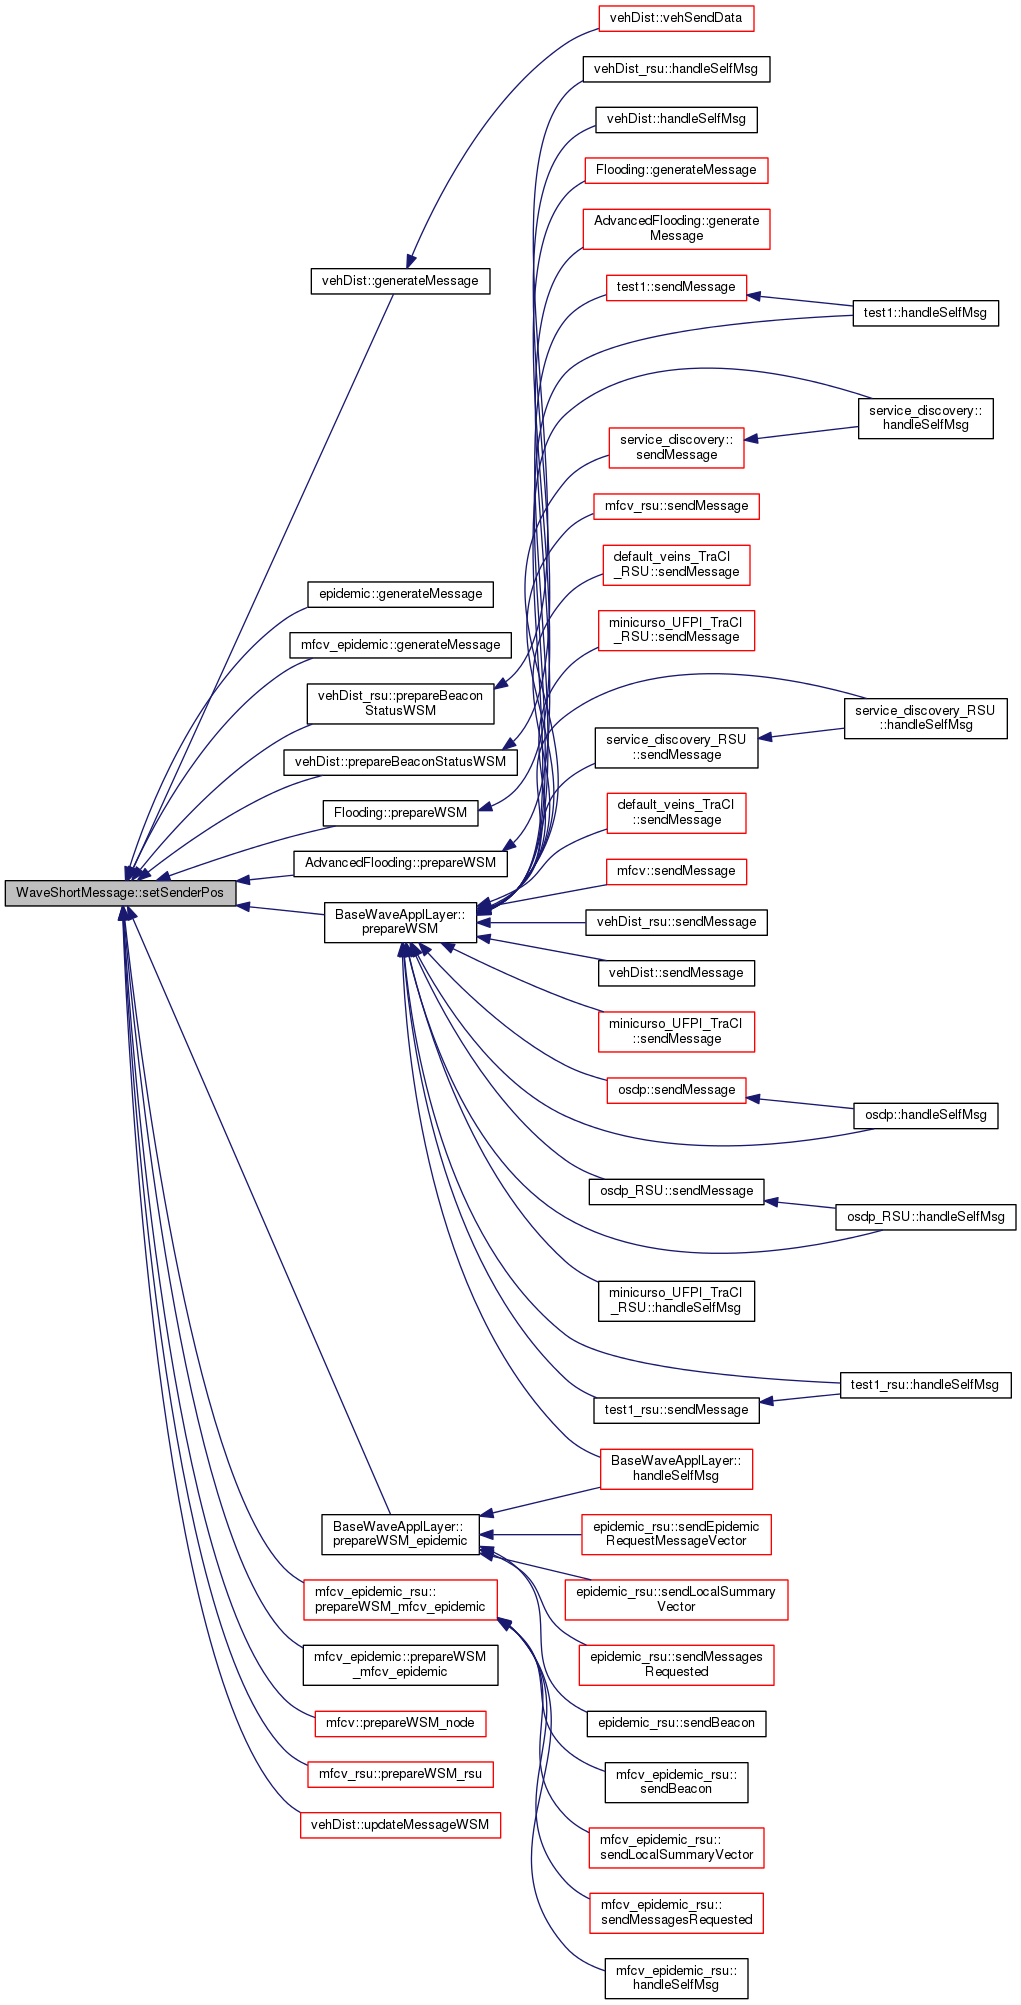 vehDist::vehSendData
vehDist_rsu::handleSelfMsg
vehDist::handleSelfMsg
Flooding::generateMessage
AdvancedFlooding::generate
Message
vehDist::generateMessage
test1::sendMessage
test1::handleSelfMsg
service_discovery::
handleSelfMsg
service_discovery::
sendMessage
mfcv_rsu::sendMessage
default_veins_TraCI
_RSU::sendMessage
epidemic::generateMessage
minicurso_UFPI_TraCI
_RSU::sendMessage
mfcv_epidemic::generateMessage
vehDist_rsu::prepareBeacon
StatusWSM
service_discovery_RSU
::handleSelfMsg
service_discovery_RSU
::sendMessage
vehDist::prepareBeaconStatusWSM
Flooding::prepareWSM
default_veins_TraCI
::sendMessage
AdvancedFlooding::prepareWSM
mfcv::sendMessage
WaveShortMessage::setSenderPos
BaseWaveApplLayer::
prepareWSM
vehDist_rsu::sendMessage
vehDist::sendMessage
minicurso_UFPI_TraCI
::sendMessage
osdp::sendMessage
osdp::handleSelfMsg
osdp_RSU::sendMessage
osdp_RSU::handleSelfMsg
minicurso_UFPI_TraCI
_RSU::handleSelfMsg
test1_rsu::handleSelfMsg
test1_rsu::sendMessage
BaseWaveApplLayer::
handleSelfMsg
BaseWaveApplLayer::
prepareWSM_epidemic
epidemic_rsu::sendEpidemic
RequestMessageVector
epidemic_rsu::sendLocalSummary
Vector
mfcv_epidemic_rsu::
prepareWSM_mfcv_epidemic
epidemic_rsu::sendMessages
Requested
mfcv_epidemic::prepareWSM
_mfcv_epidemic
mfcv::prepareWSM_node
epidemic_rsu::sendBeacon
mfcv_rsu::prepareWSM_rsu
mfcv_epidemic_rsu::
sendBeacon
vehDist::updateMessageWSM
mfcv_epidemic_rsu::
sendLocalSummaryVector
mfcv_epidemic_rsu::
sendMessagesRequested
mfcv_epidemic_rsu::
handleSelfMsg